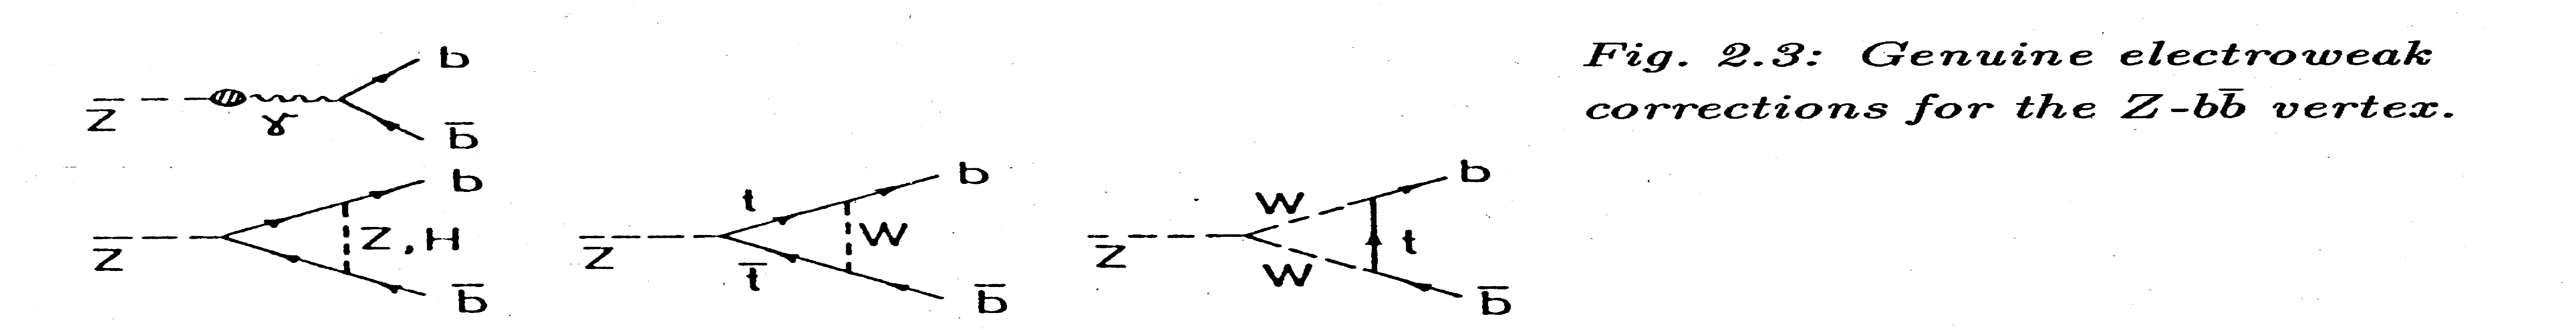 b
Z γ
b̄
Fig. 2.3: Genuine electroweak
corrections for the Z-bb̄ vertex.
b
Z Z,H
b̄
t b
Z W
t̄ b̄
W b
Z t
W b̄